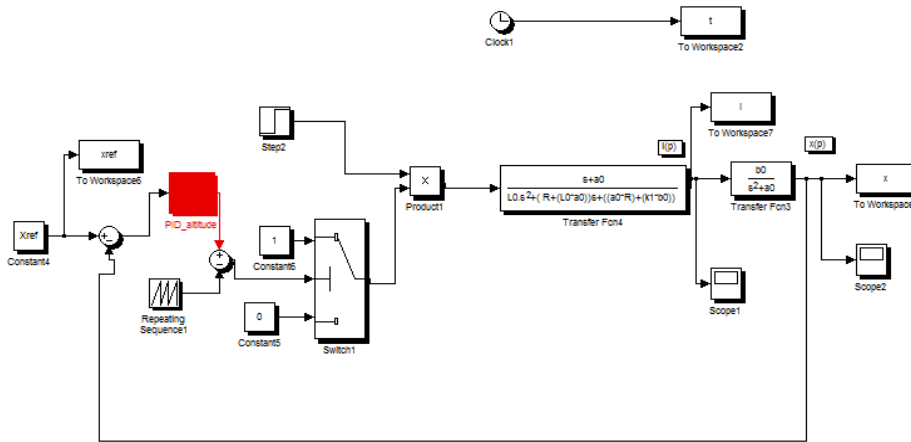 t
Clock1
To Workspace2
xref
To Workspace6
Step2
I
To Workspace7
I(p)
x(p)
PID_altitude
X
Product1
s+a0
L0.s²+( R+(L0*a0))s+((a0*R)+(k1*b0))
Transfer Fcn4
b0
s²+a0
Transfer Fcn3
x
To Workspace
Xref
Constant4
+
−
+
−
1
Constant6
Repeating
Sequence1
0
Constant5
Switch1
Scope1
Scope2